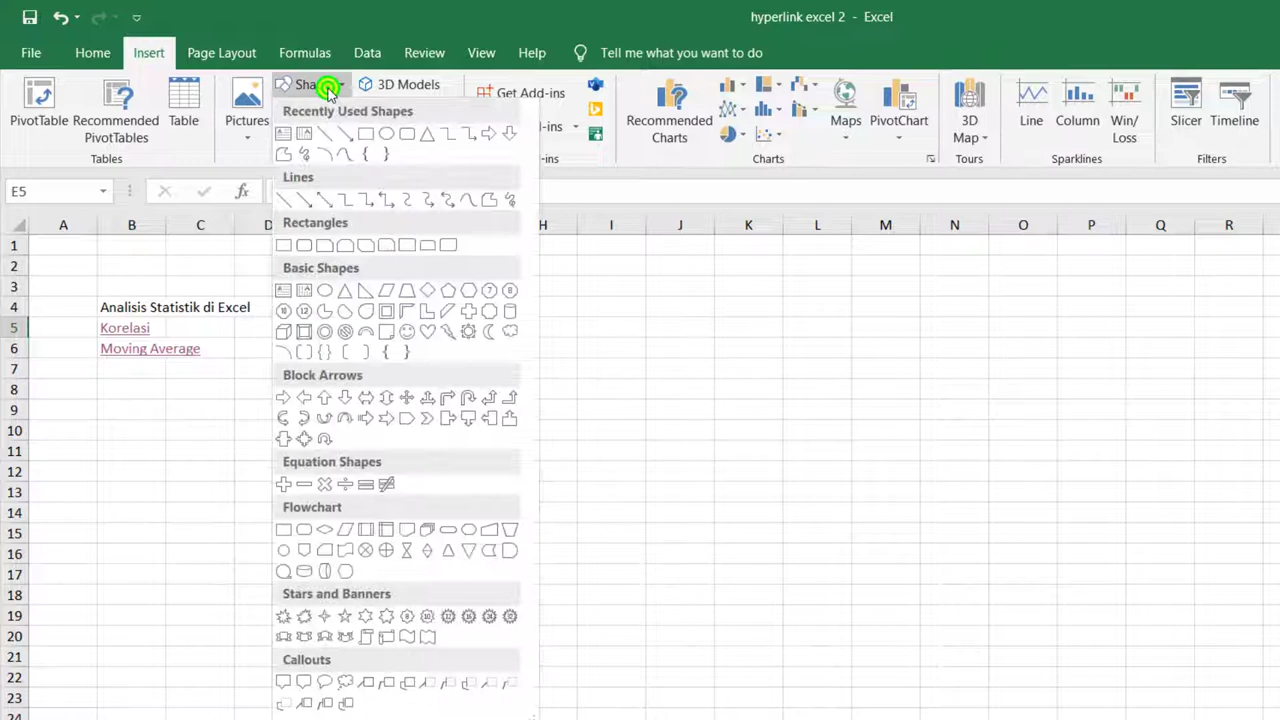 hyperlink excel 2 - Excel
File Home Insert Page Layout Formulas Data Review View Help Tell me what you want to do
PivotTable
Recommended
PivotTables
Table
Tables
Pictures
3D Models
Get Add-ins
Recommended
Charts
Maps
PivotChart
Charts
3D
Map
Tours
Line
Column
Win/
Loss
Sparklines
Slicer
Timeline
Filters
E5
fx
Recently Used Shapes
Lines
Rectangles
Basic Shapes
Block Arrows
Equation Shapes
Flowchart
Stars and Banners
Callouts
A B C D H I J K L M N O P Q R
1
2
3
4 Analisis Statistik di Excel
5 Korelasi
6 Moving Average
7
8
9
10
11
12
13
14
15
16
17
18
19
20
21
22
23
24